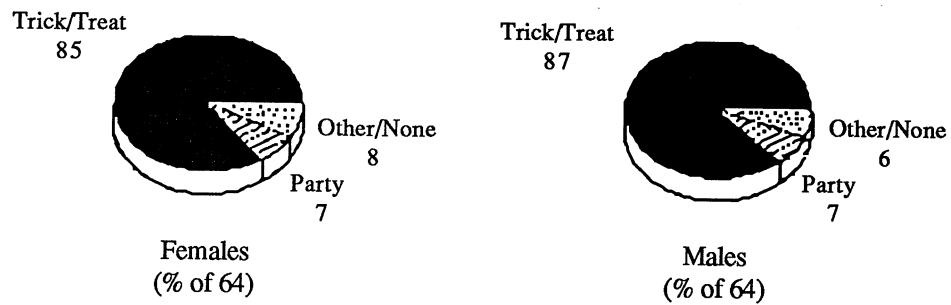 Trick/Treat
85
Other/None
8
Party
7
Females
(% of 64)
Trick/Treat
87
Other/None
6
Party
7
Males
(% of 64)